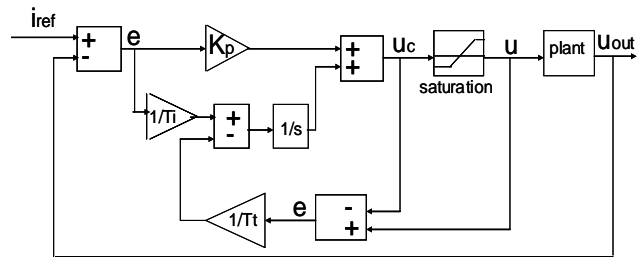 iref
+
-
e
Kp
+
+
uc
saturation
u
plant
uout
1/Ti
+
-
1/s
1/Tt
e
-
+